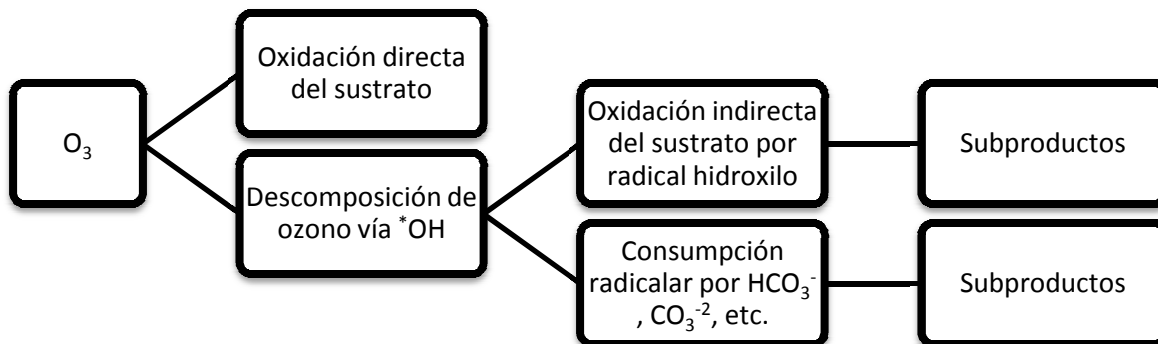 O₃
Oxidación directa
del sustrato
Descomposición de
ozono vía *OH
Oxidación indirecta
del sustrato por
radical hidroxilo
Subproductos
Consumpción
radicalar por HCO₃⁻
, CO₃⁻², etc.
Subproductos